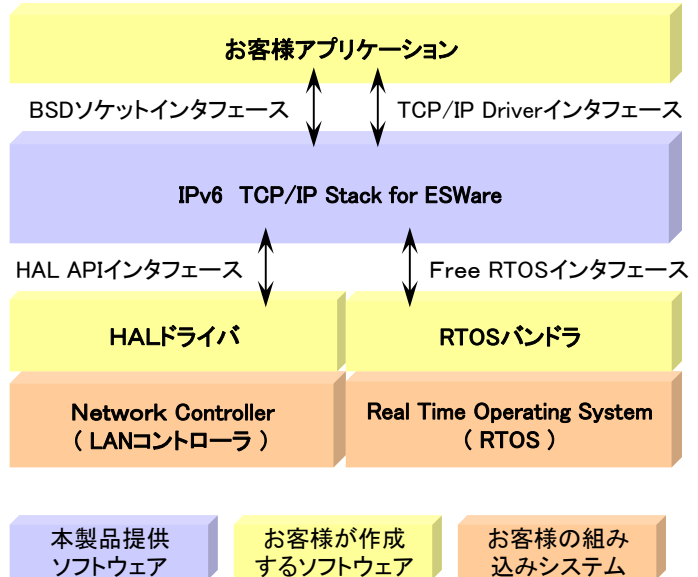 お客様アプリケーション
BSDソケットインタフェース
TCP/IP Driverインタフェース
IPv6 TCP/IP Stack for ESWare
HAL APIインタフェース
Free RTOSインタフェース
HALドライバ
RTOSバンドラ
Network Controller
( LANコントローラ )
Real Time Operating System
( RTOS )
本製品提供
ソフトウェア
お客様が作成
するソフトウェア
お客様の組み
込みシステム